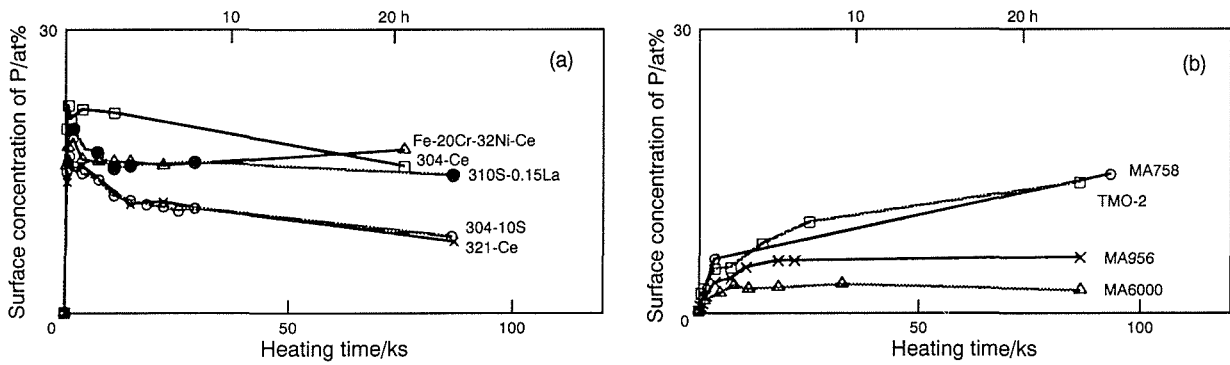 10
20 h
30
Surface concentration of P/at%
(a)
Fe-20Cr-32Ni-Ce
304-Ce
310S-0.15La
304-10S
321-Ce
0
50
100
Heating time/ks
10
20 h
30
Surface concentration of P/at%
(b)
MA758
TMO-2
MA956
MA6000
0
50
100
Heating time/ks